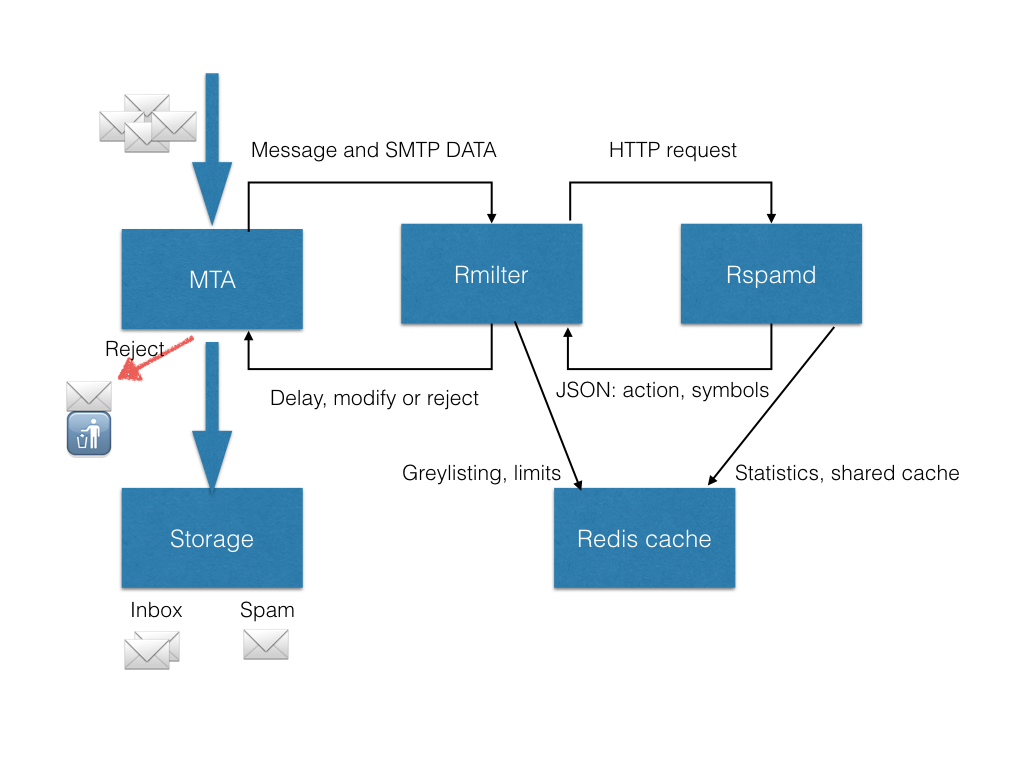 Message and SMTP DATA
HTTP request
MTA
Rmilter
Rspamd
Reject
Delay, modify or reject
JSON: action, symbols
Greylisting, limits
Statistics, shared cache
Storage
Redis cache
Inbox
Spam